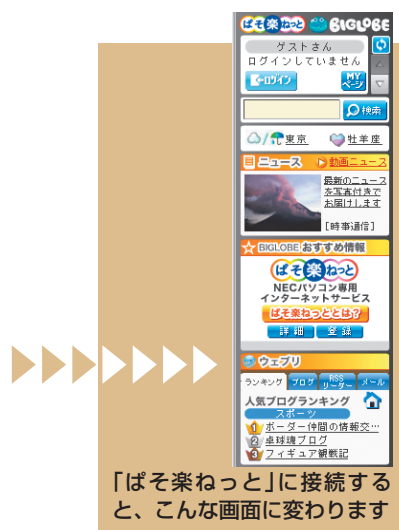 ぱそ楽ねっと BIGLOBE
ゲストさん
ログインしていません
ログイン
MYページ
検索
東京
牡羊座
ニュース
動画ニュース
最新のニュース
を写真付きで
お届けします
[時事通信]
BIGLOBE おすすめ情報
ぱそ楽ねっと
NECパソコン専用
インターネットサービス
ぱそ楽ねっととは?
詳細 登録
ウェブリ
ランキング ブログ RSSリーダー メール
人気ブログランキング
スポーツ
1 ボーダー仲間の情報交…
2 卓球魂ブログ
3 フィギュア観戦記
「ぱそ楽ねっと」に接続する
と、こんな画面に変わります